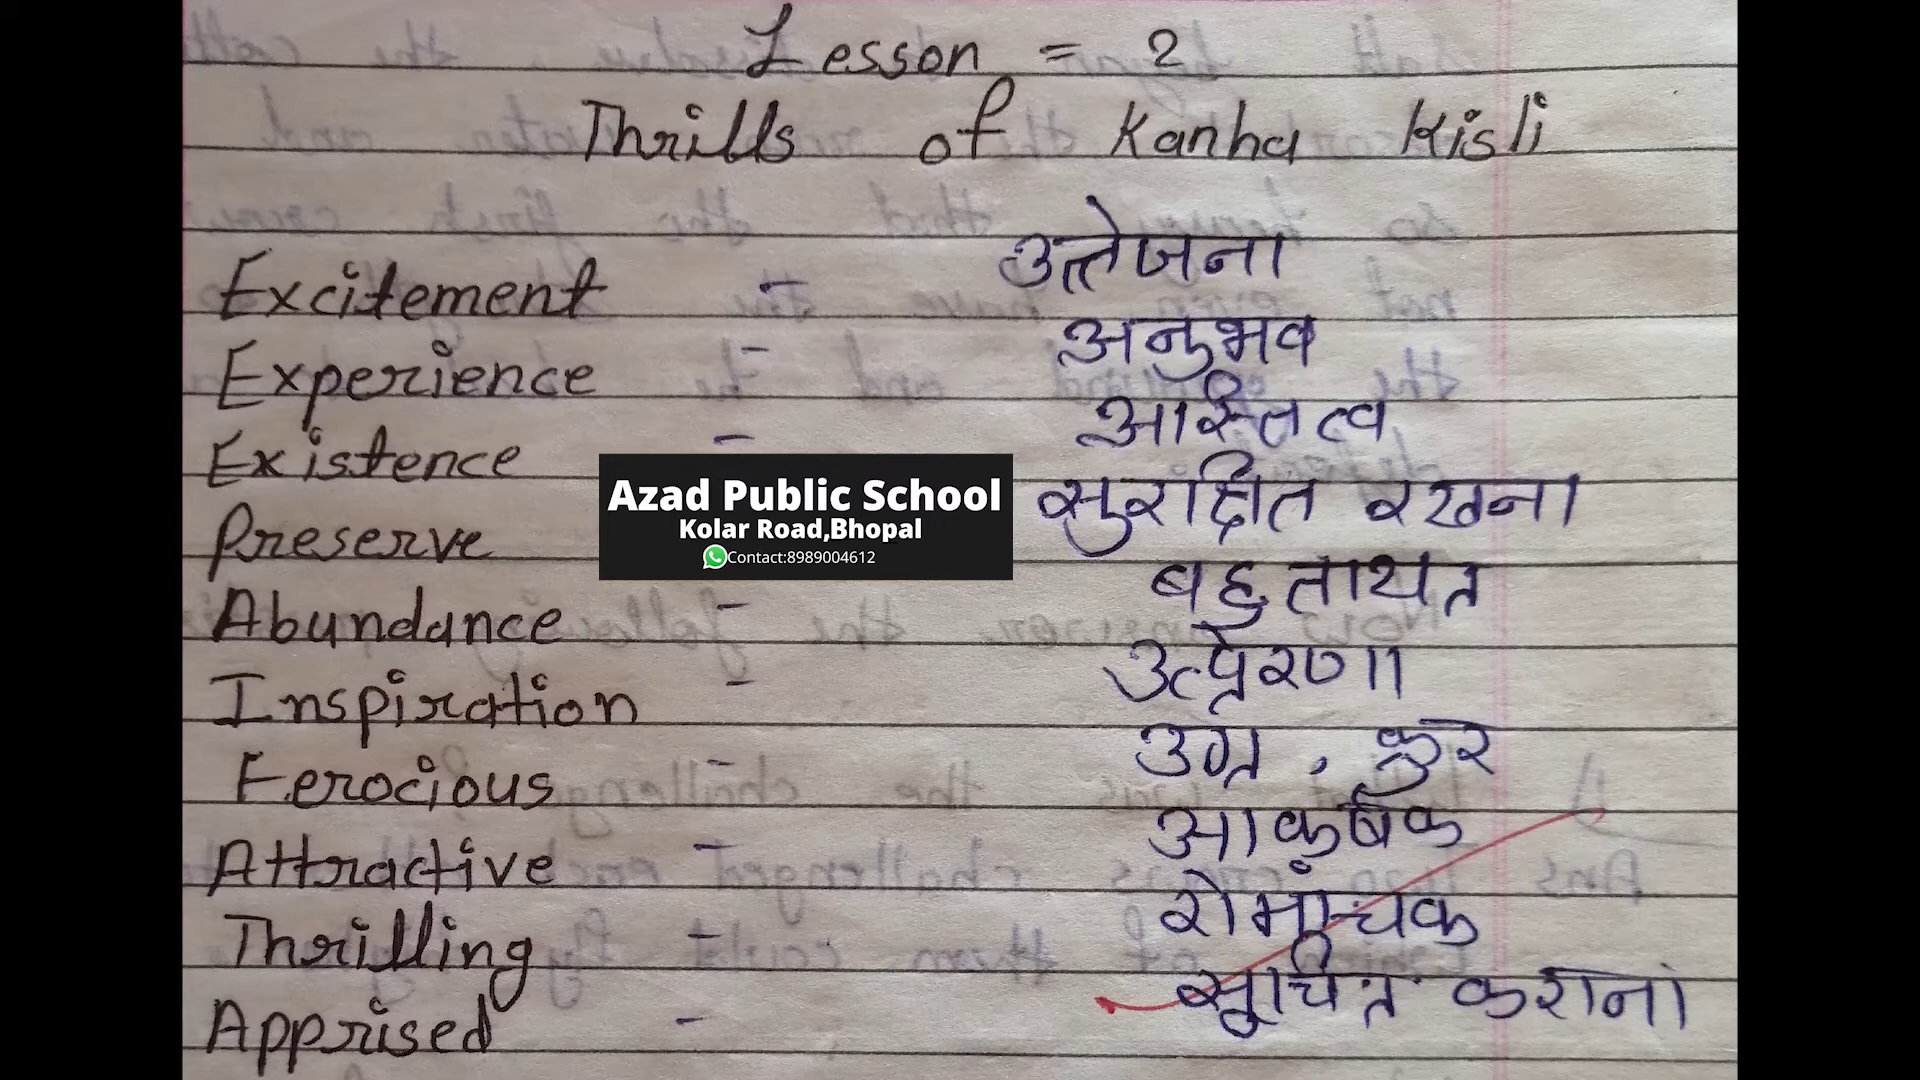 Lesson = 2
Thrills of Kanha Kisli
Excitement - उत्तेजना
Experience - अनुभव
Existence - आस्तित्व
Preserve सुरक्षित रखना
Abundance - बहुतायत
Inspiration - उत्प्रेरणा
Ferocious - उग्र, क्रुर
Attractive - आकर्षक
Thrilling - रोमांचक
Apprised - सूचित कराना
Azad Public School
Kolar Road,Bhopal
Contact:8989004612